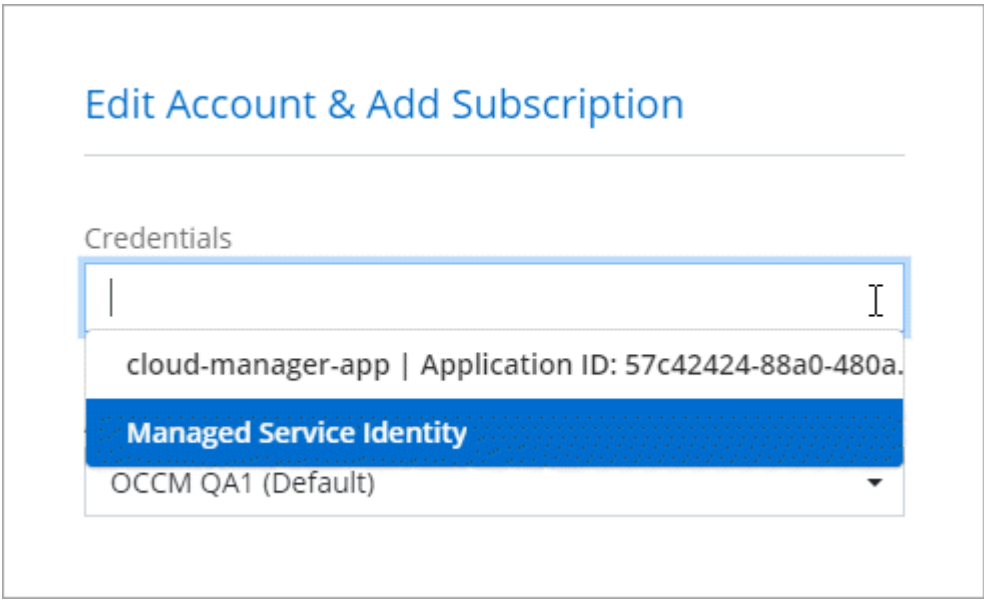 Edit Account & Add Subscription
Credentials
cloud-manager-app | Application ID: 57c42424-88a0-480a.
Managed Service Identity
OCCM QA1 (Default)